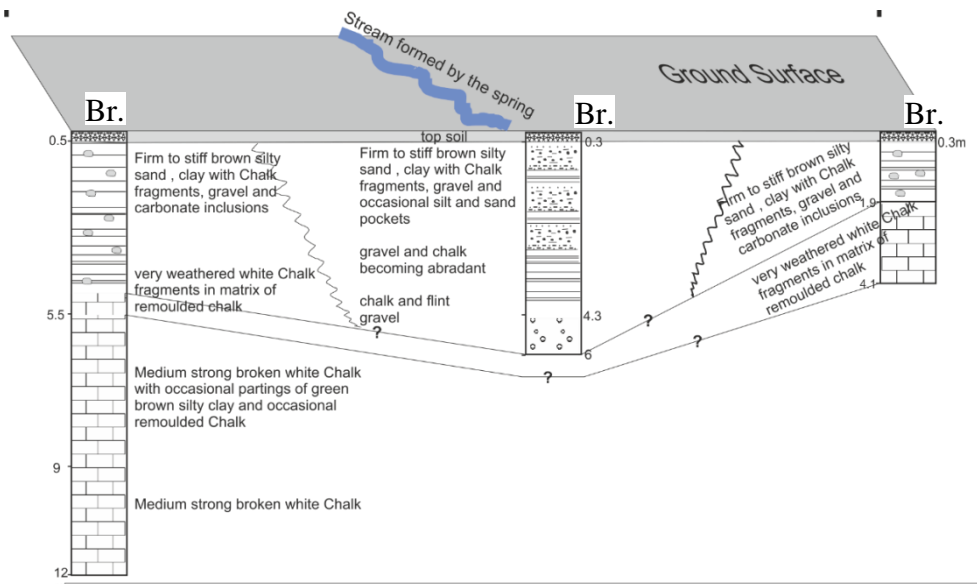 Stream formed by the spring
Ground Surface
Br.
Br.
Br.
top soil
0.5
0.3
0.3m
Firm to stiff brown silty
sand , clay with Chalk
fragments, gravel and
carbonate inclusions
very weathered white Chalk
fragments in matrix of
remoulded chalk
5.5
Medium strong broken white Chalk
with occasional partings of green
brown silty clay and occasional
remoulded Chalk
9
Medium strong broken white Chalk
12
Firm to stiff brown silty
sand , clay with Chalk
fragments, gravel and
occasional silt and sand
pockets
gravel and chalk
becoming abradant
chalk and flint
gravel
?
4.3
6
?
Firm to stiff brown silty
sand , clay with Chalk
fragments, gravel and
carbonate inclusions
1.9
very weathered white Chalk
fragments in matrix of
remoulded chalk
4.1
?
?